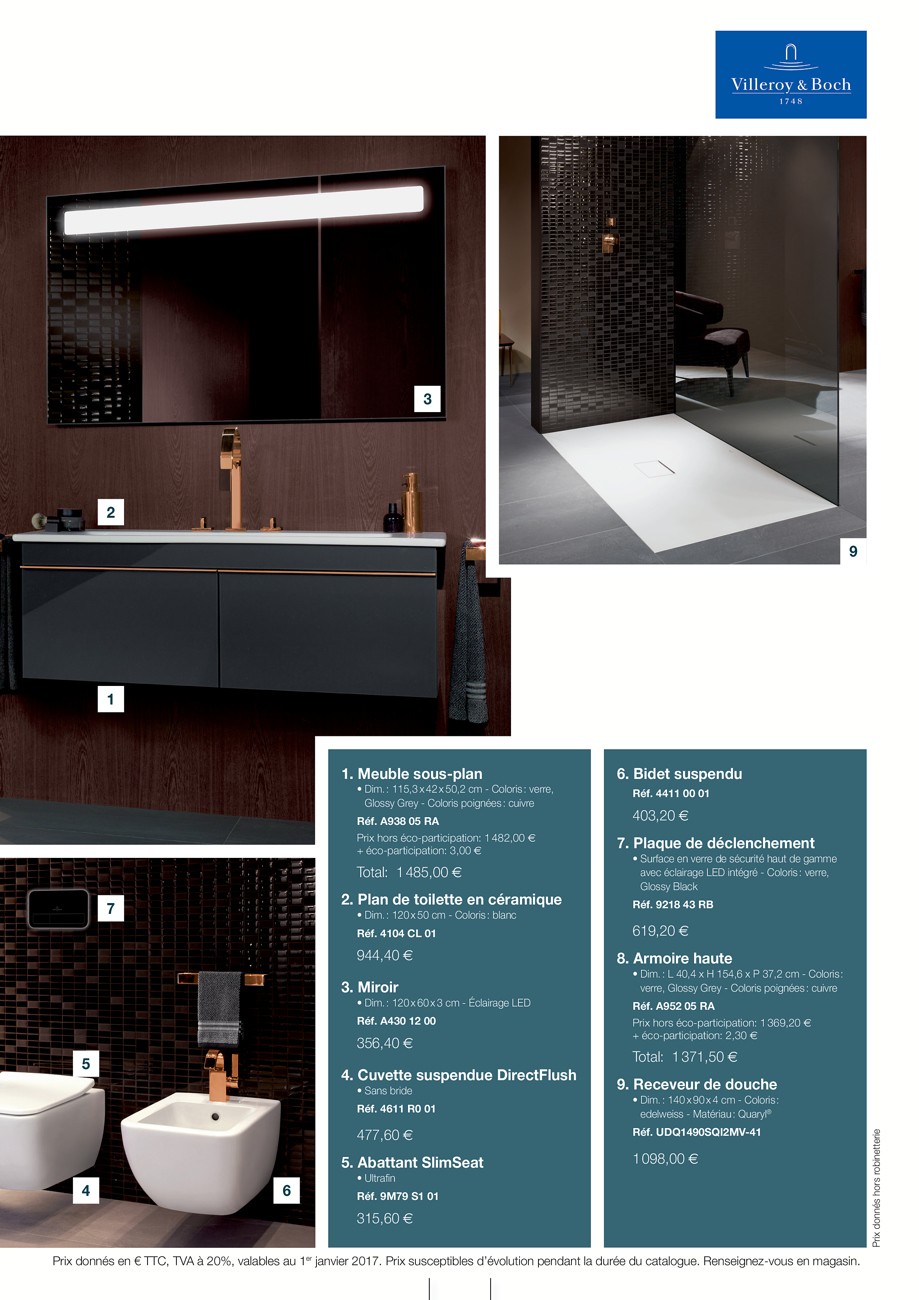 Villeroy & Boch
1748
3
2
1
9
7
5
4
6
1. Meuble sous-plan
• Dim. : 115,3 x 42 x 50,2 cm - Coloris : verre,
Glossy Grey - Coloris poignées : cuivre
Réf. A938 05 RA
Prix hors éco-participation: 1 482,00 €
+ éco-participation: 3,00 €
Total: 1 485,00 €
2. Plan de toilette en céramique
• Dim. : 120 x 50 cm - Coloris : blanc
Réf. 4104 CL 01
944,40 €
3. Miroir
• Dim. : 120 x 60 x 3 cm - Éclairage LED
Réf. A430 12 00
356,40 €
4. Cuvette suspendue DirectFlush
• Sans bride
Réf. 4611 R0 01
477,60 €
5. Abattant SlimSeat
• Ultrafin
Réf. 9M79 S1 01
315,60 €
6. Bidet suspendu
Réf. 4411 00 01
403,20 €
7. Plaque de déclenchement
• Surface en verre de sécurité haut de gamme
avec éclairage LED intégré - Coloris : verre,
Glossy Black
Réf. 9218 43 RB
619,20 €
8. Armoire haute
• Dim. : L 40,4 x H 154,6 x P 37,2 cm - Coloris :
verre, Glossy Grey - Coloris poignées : cuivre
Réf. A952 05 RA
Prix hors éco-participation: 1 369,20 €
+ éco-participation: 2,30 €
Total: 1 371,50 €
9. Receveur de douche
• Dim. : 140 x 90 x 4 cm - Coloris :
edelweiss - Matériau : Quaryl®
Réf. UDQ1490SQI2MV-41
1 098,00 €
Prix donnés hors robinetterie
Prix donnés en € TTC, TVA à 20%, valables au 1er janvier 2017. Prix susceptibles d'évolution pendant la durée du catalogue. Renseignez-vous en magasin.